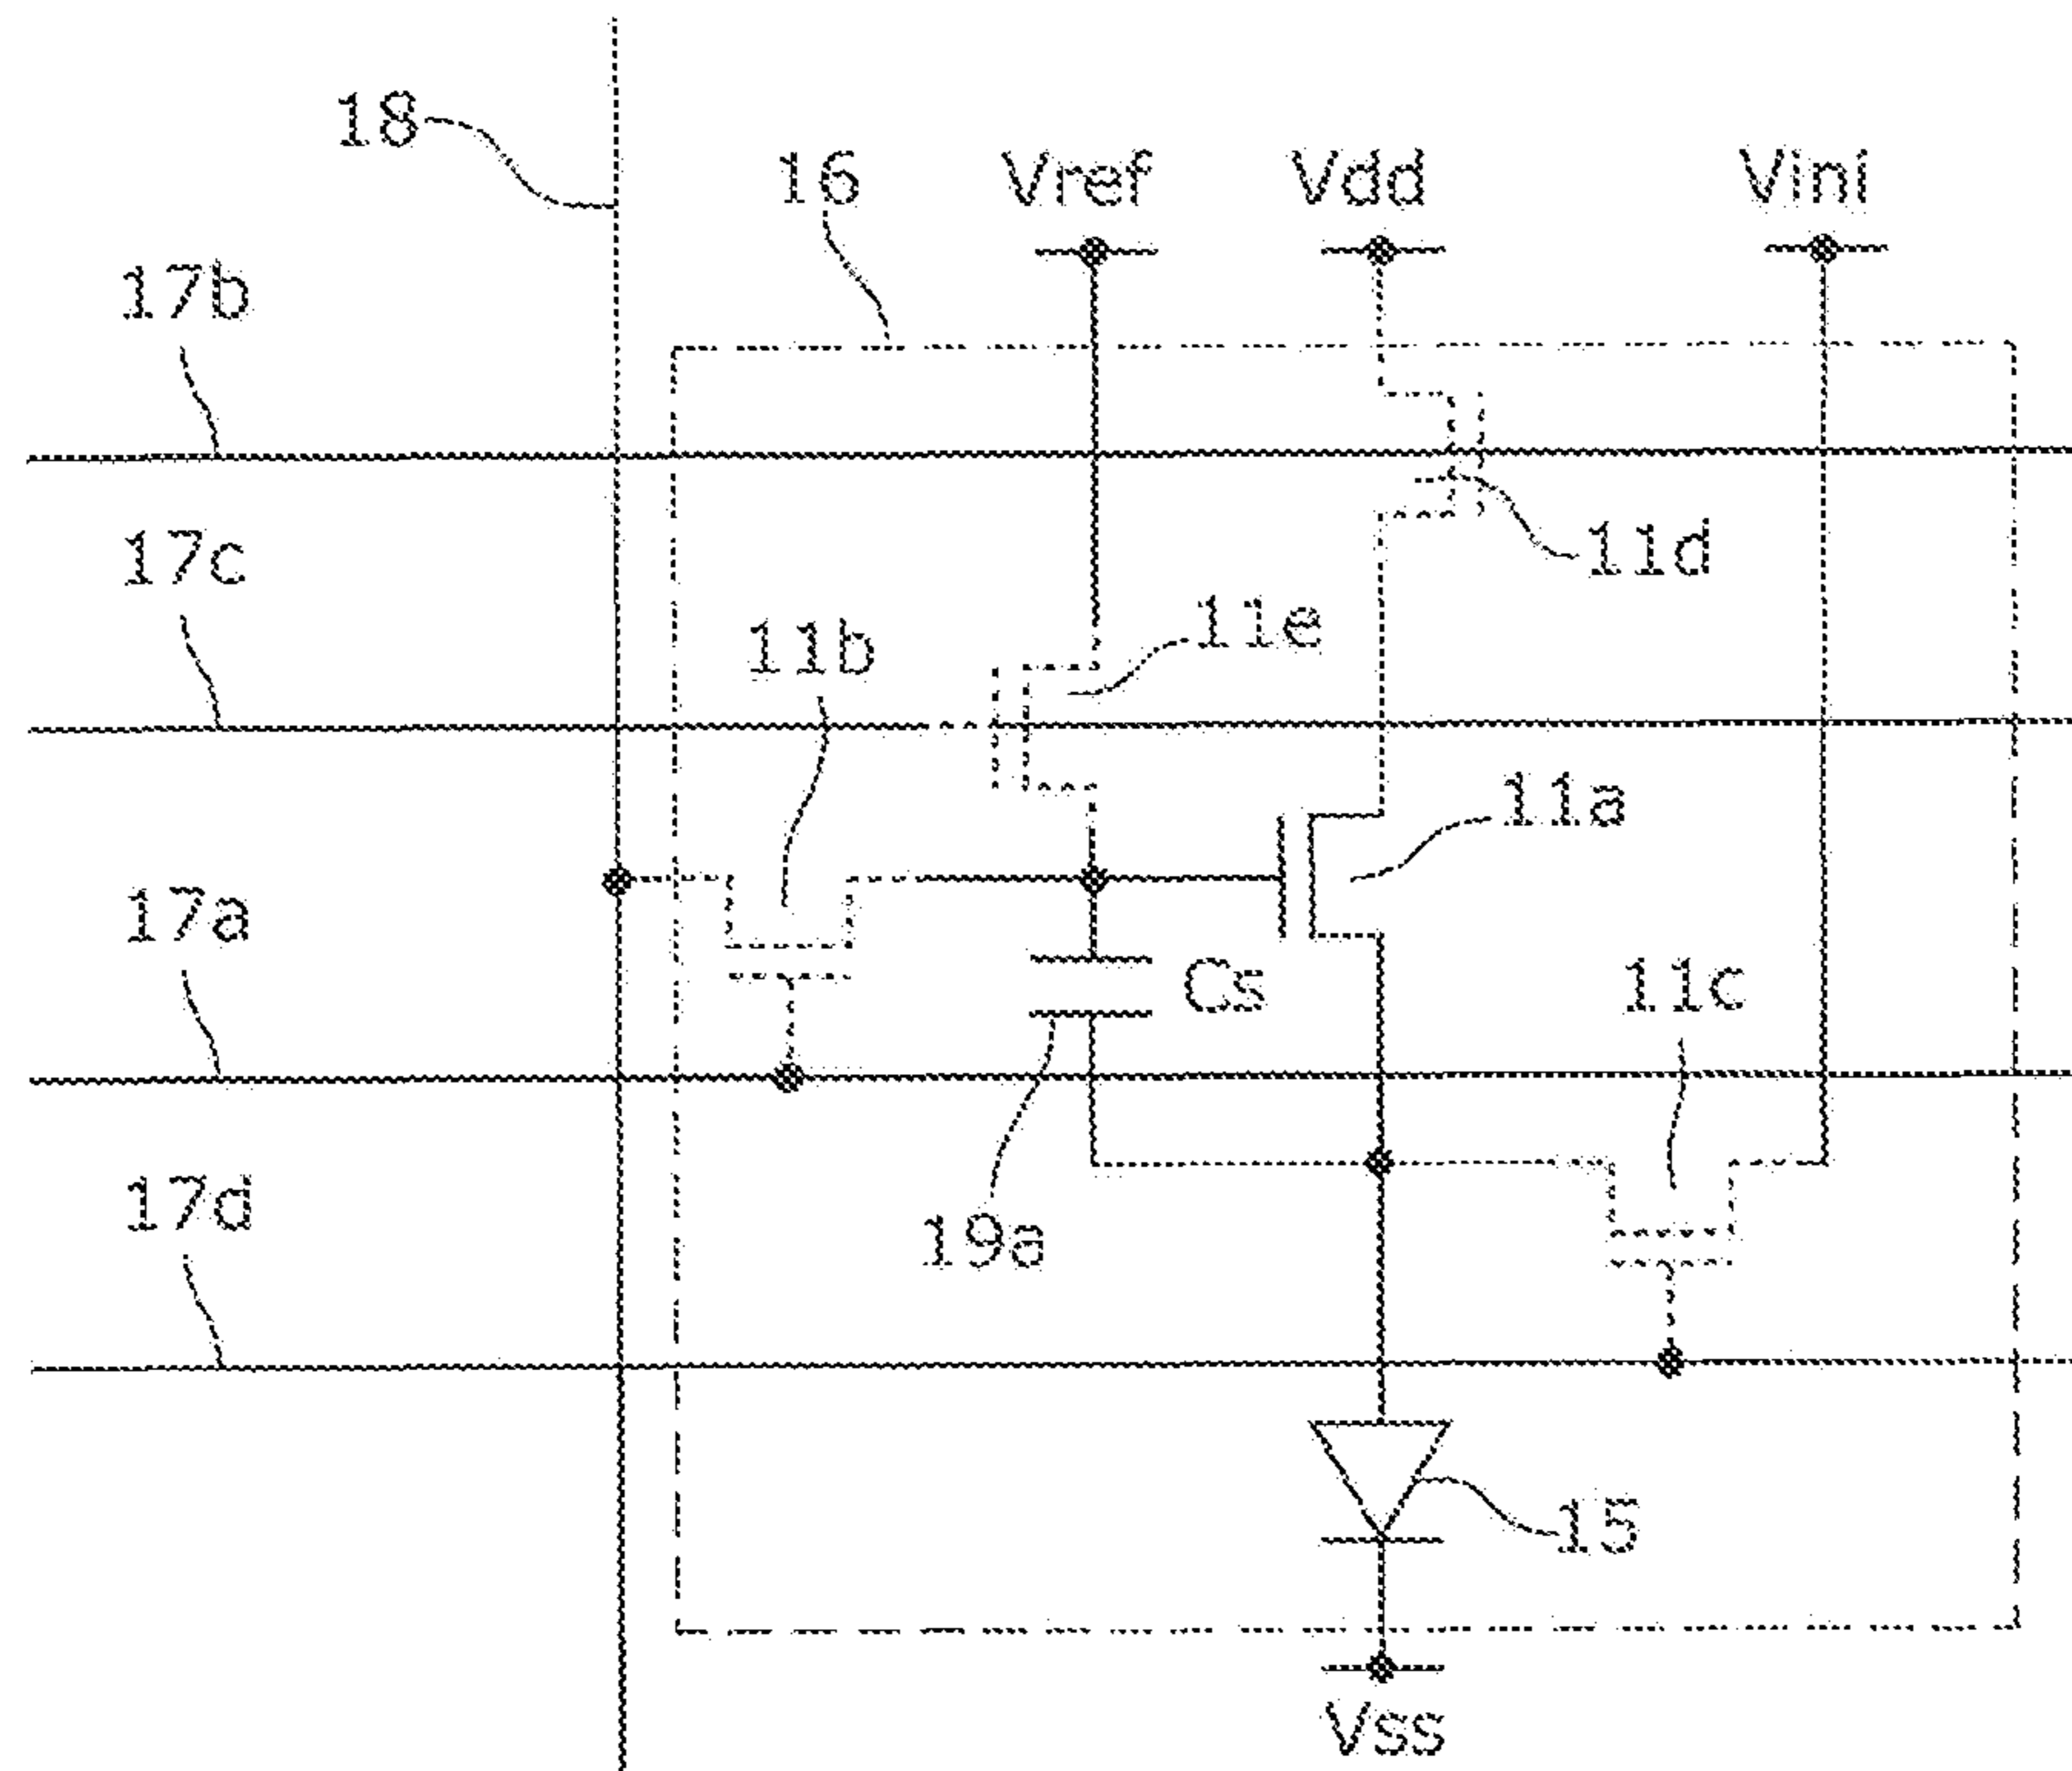 18
16 Vref Vdd Vini
17b
17c
11d
11b
11e
11a
17a
Cs
11c
17d
19a
15
Vss